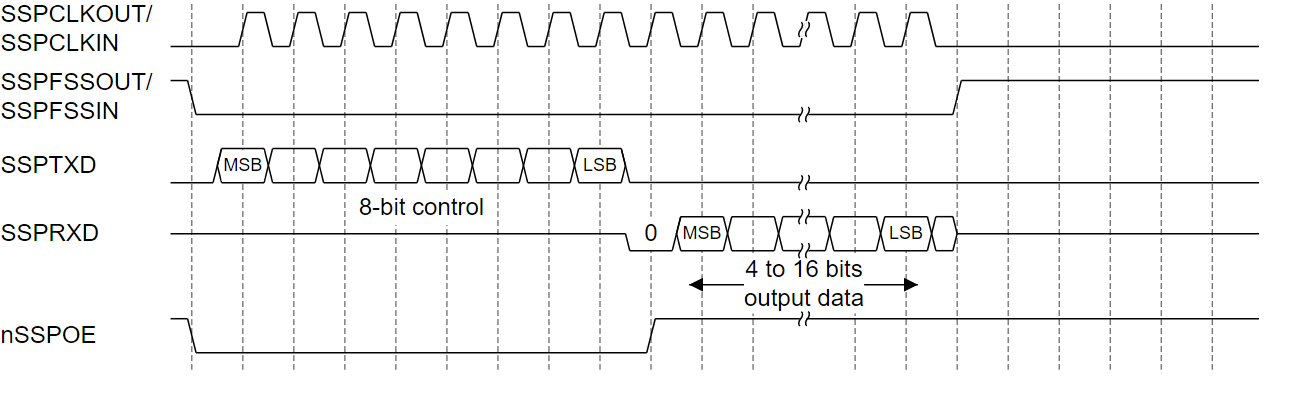 SSPCLKOUT/
SSPCLKIN
SSPFSSOUT/
SSPFSSIN
SSPTXD
MSB
LSB
8-bit control
SSPRXD
0
MSB
LSB
4 to 16 bits
output data
nSSPOE